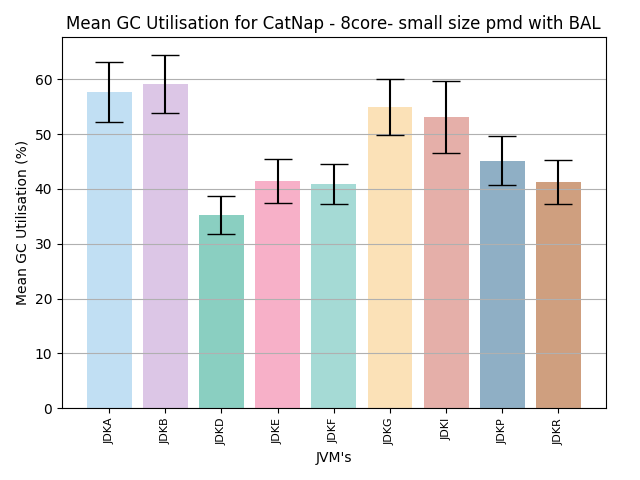 Mean GC Utilisation for CatNap - 8core- small size pmd with BAL
Mean GC Utilisation (%)
60
50
40
30
20
10
0
JDKA
JDKB
JDKD
JDKE
JDKF
JDKG
JDKI
JDKP
JDKR
JVM's